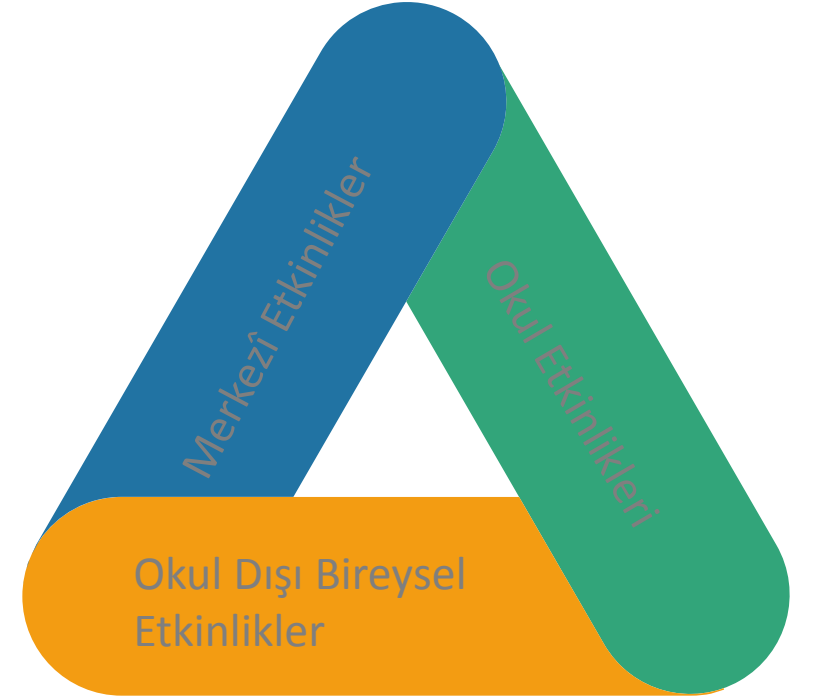 Merkezî Etkinlikler
Okul Etkinlikleri
Okul Dışı Bireysel
Etkinlikler